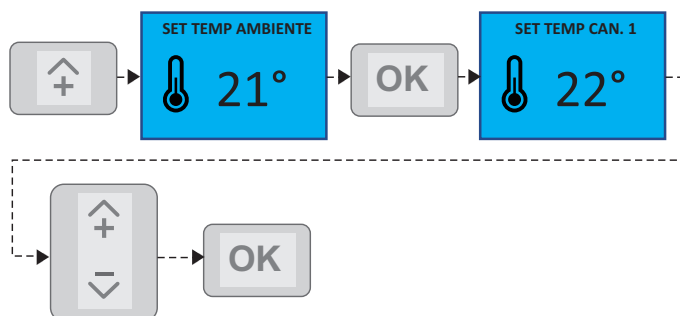 +
SET TEMP AMBIENTE
21°
OK
SET TEMP CAN. 1
22°
+
−
OK